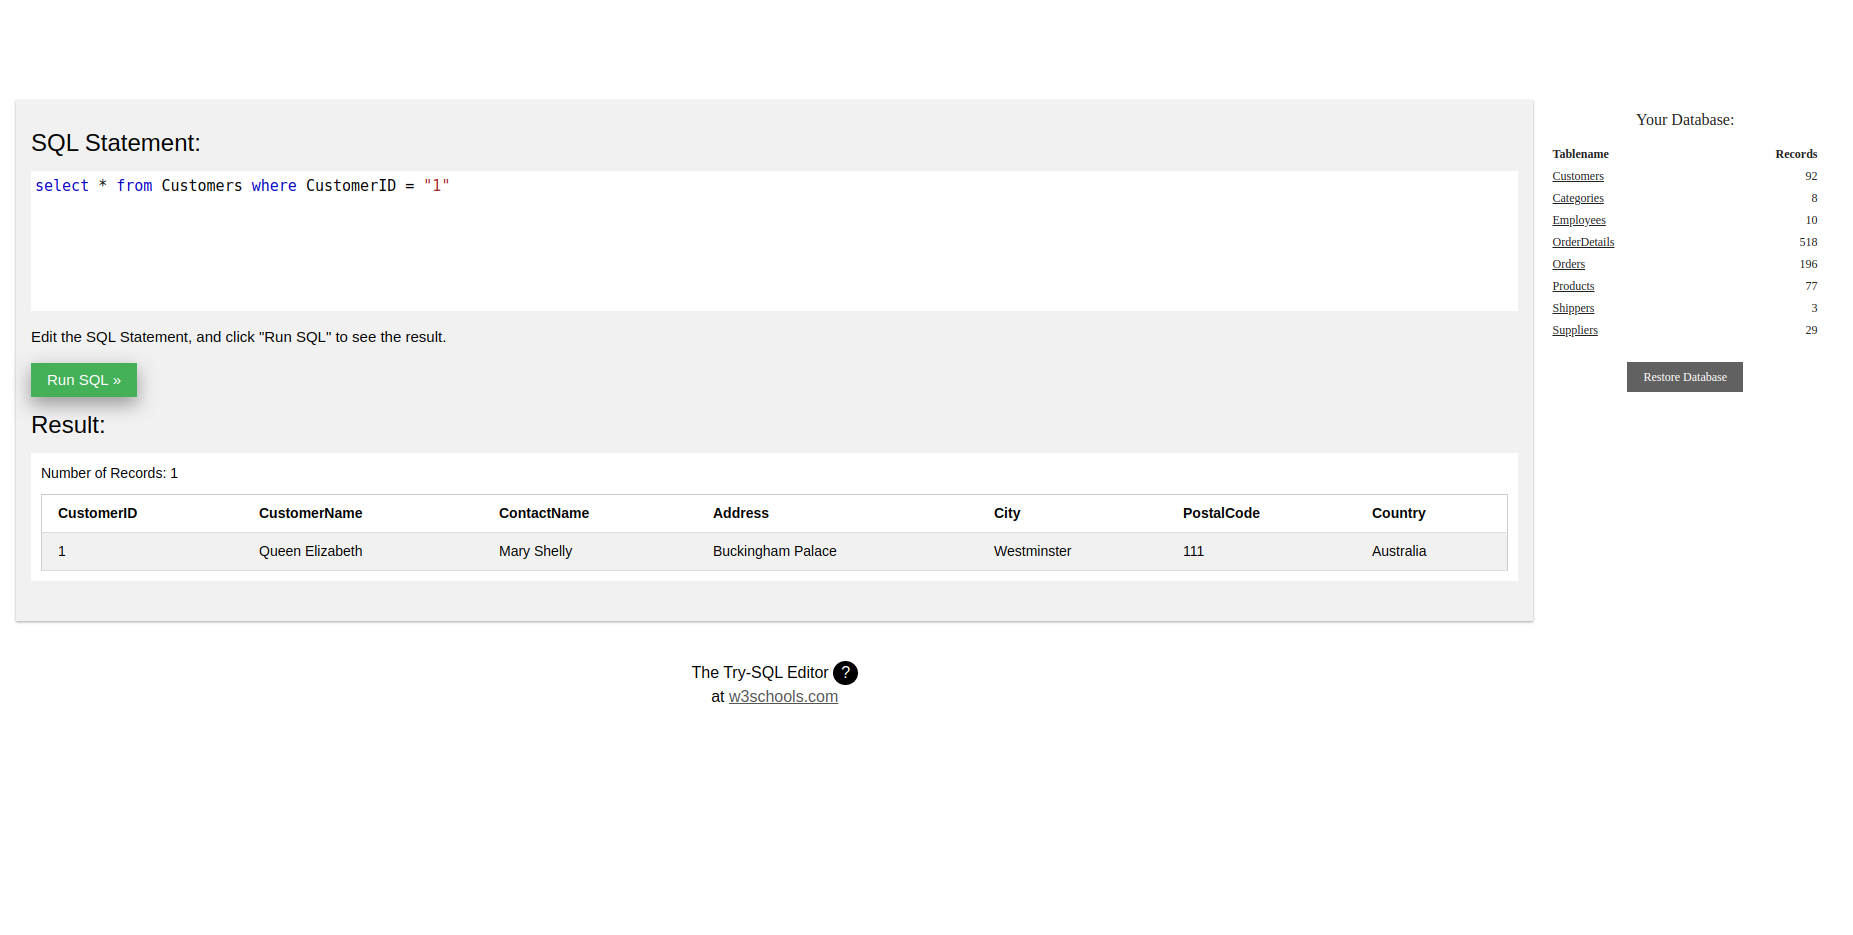 SQL Statement:
select * from Customers where CustomerID = "1"
Edit the SQL Statement, and click "Run SQL" to see the result.
Run SQL »
Result:
Number of Records: 1
CustomerID CustomerName ContactName Address City PostalCode Country
1 Queen Elizabeth Mary Shelly Buckingham Palace Westminster 111 Australia
The Try-SQL Editor ?
at w3schools.com
Your Database:
Tablename Records
Customers 92
Categories 8
Employees 10
OrderDetails 518
Orders 196
Products 77
Shippers 3
Suppliers 29
Restore Database